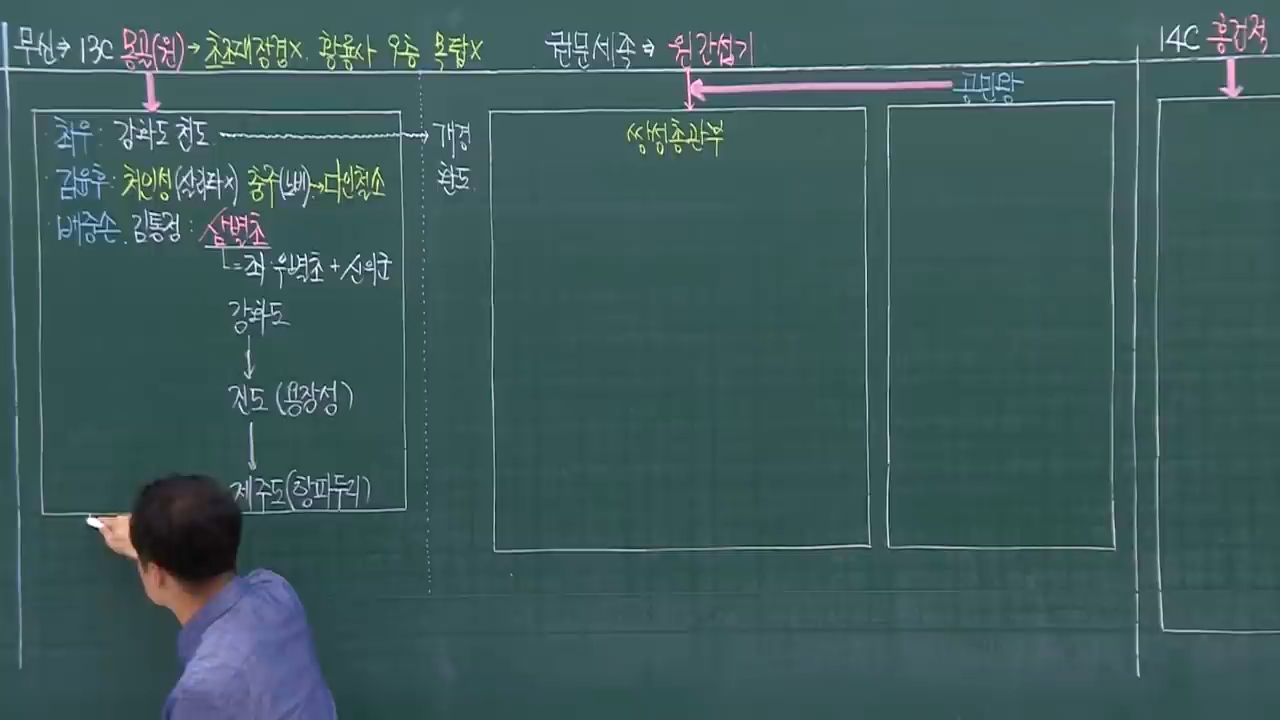 무신⇒ 13C 몽골(원)→초조대장경X. 황룡사 9층 목탑X
권문세족 ⇒ 원간섭기
14C 홍건적
공민왕
최우: 강화도 천도 → 개경 환도
김윤후: 처인성(살리타X) 충주(노비)→다인철소
배중손. 김통정: 삼별초
└=좌·우별초+신의군
강화도
↓
진도(용장성)
↓
제주도(항파두리)
쌍성총관부